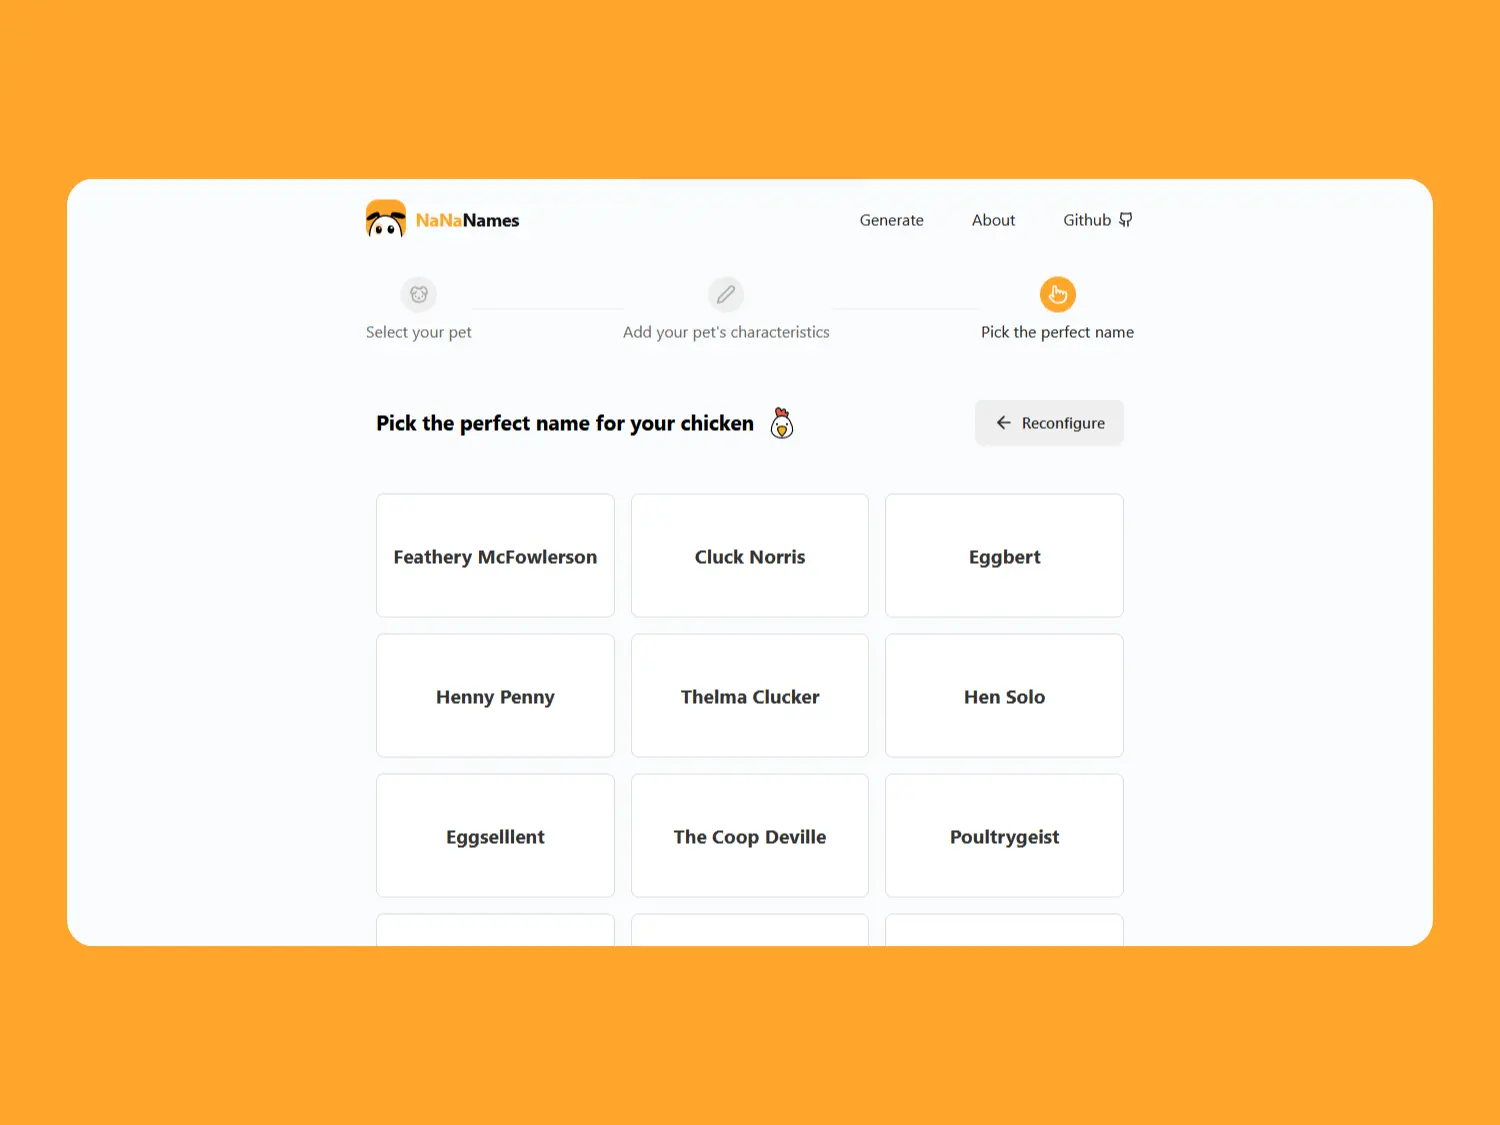 NaNaNames
Generate
About
Github
Select your pet
Add your pet's characteristics
Pick the perfect name
Pick the perfect name for your chicken
Reconfigure
Feathery McFowlerson
Cluck Norris
Eggbert
Henny Penny
Thelma Clucker
Hen Solo
Eggselllent
The Coop Deville
Poultrygeist